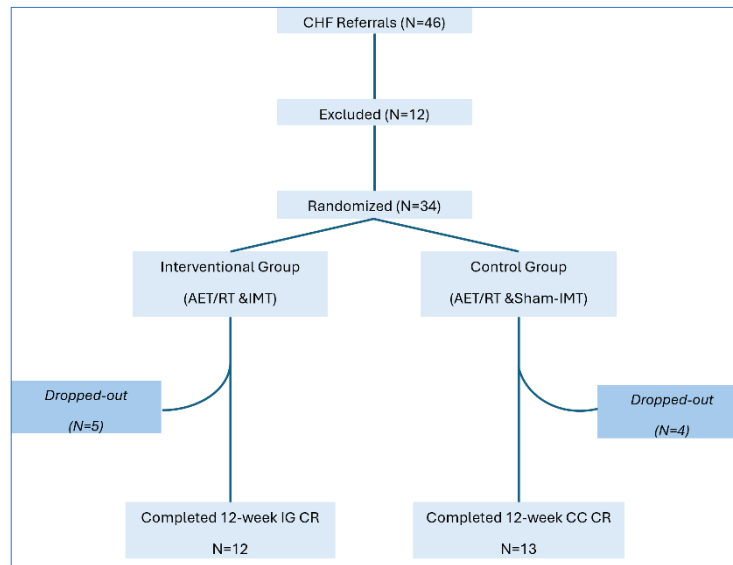 CHF Referrals (N=46)
Excluded (N=12)
Randomized (N=34)
Interventional Group
(AET/RT &IMT)
Control Group
(AET/RT &Sham-IMT)
Dropped-out
(N=5)
Dropped-out
(N=4)
Completed 12-week IG CR
N=12
Completed 12-week CC CR
N=13